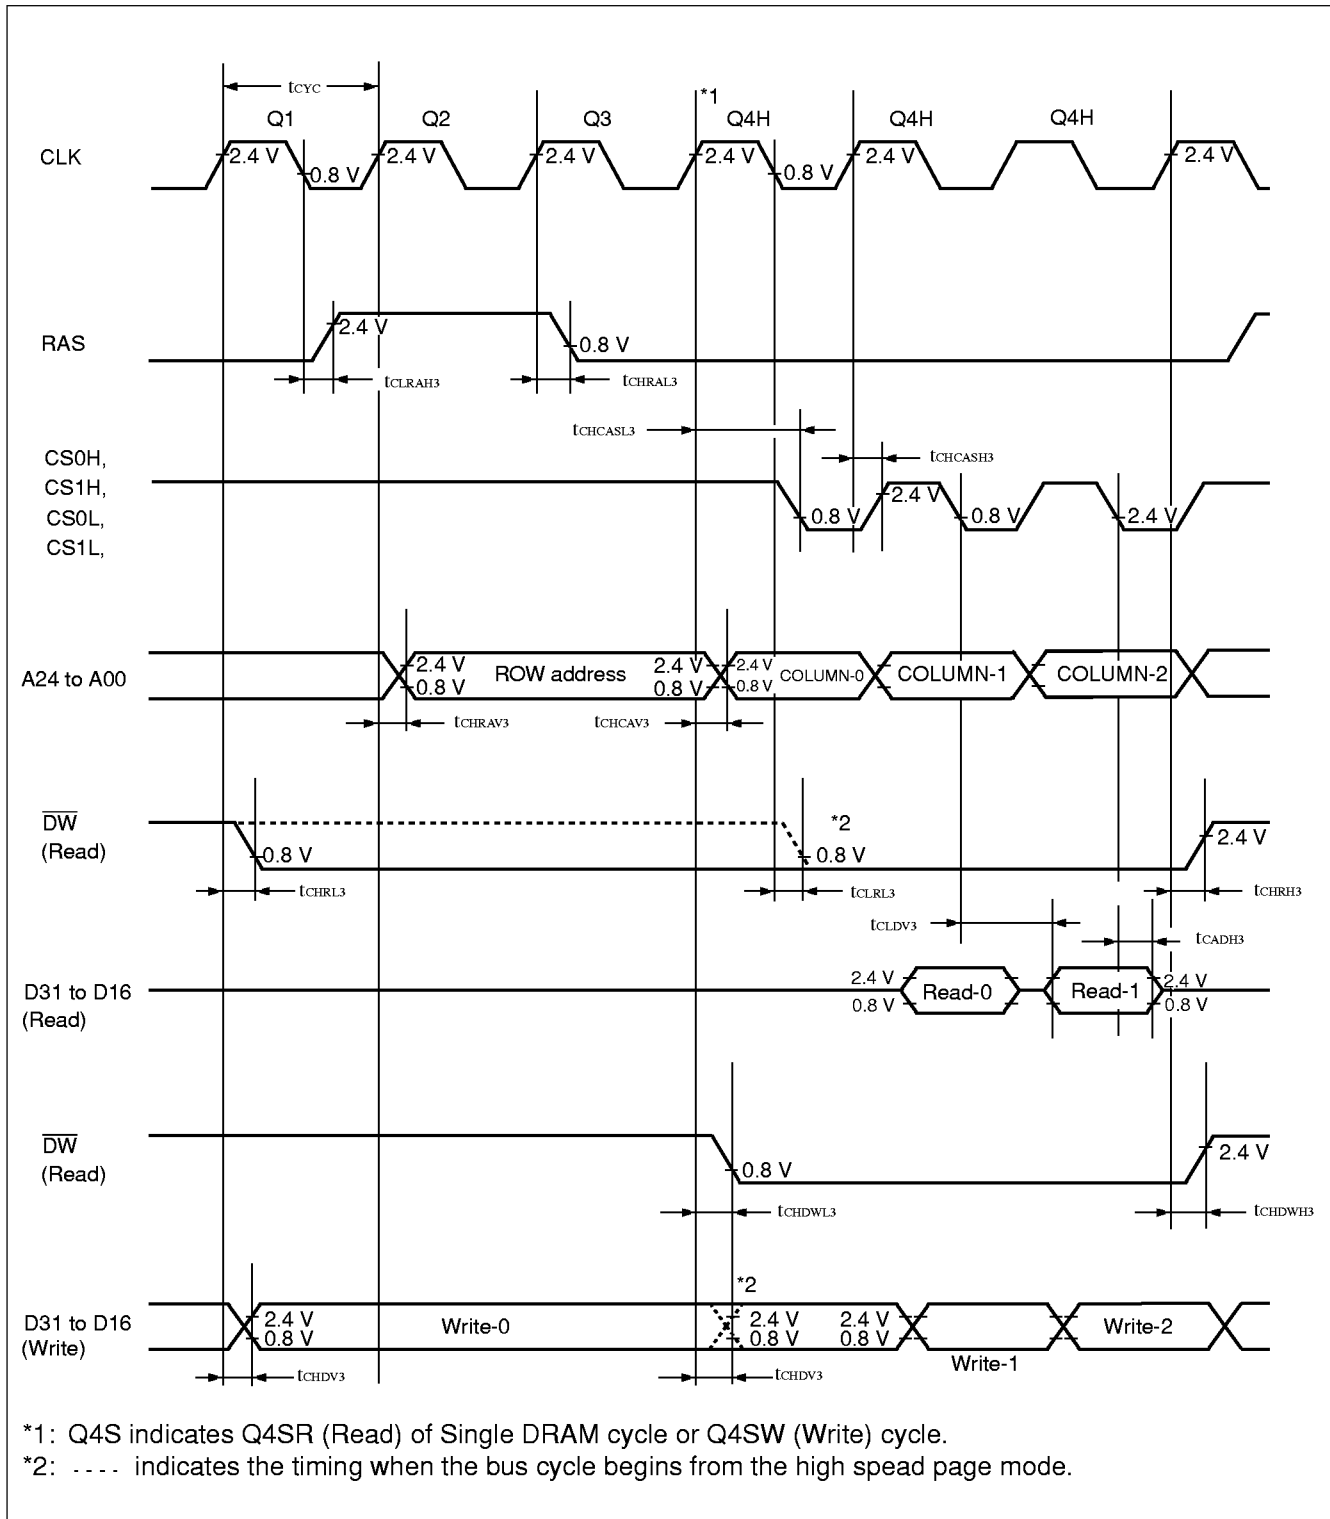 tCYC
*1
Q1 Q2 Q3 Q4H Q4H Q4H
CLK
2.4 V 0.8 V 2.4 V 2.4 V 2.4 V 0.8 V 2.4 V 2.4 V
RAS
2.4 V 0.8 V
tCLRAH3 tCHRAL3
tCHCASL3
tCHCASH3
CS0H,
CS1H,
CS0L,
CS1L,
0.8 V 2.4 V 0.8 V 2.4 V
A24 to A00
2.4 V ROW address 2.4 V 2.4 V
0.8 V 0.8 V 0.8 V
COLUMN-0 COLUMN-1 COLUMN-2
tCHRAV3 tCHCAV3
DW
(Read)
*2
0.8 V 0.8 V 2.4 V
tCHRL3 tCLRL3 tCHRH3
tCLDV3 tCADH3
D31 to D16
(Read)
2.4 V Read-0 Read-1 2.4 V
0.8 V 0.8 V
DW
(Read)
0.8 V 2.4 V
tCHDWL3 tCHDWH3
*2
D31 to D16
(Write)
2.4 V Write-0 2.4 V 2.4 V Write-2
0.8 V 0.8 V 0.8 V
Write-1
tCHDV3 tCHDV3
*1: Q4S indicates Q4SR (Read) of Single DRAM cycle or Q4SW (Write) cycle.
*2: ---- indicates the timing when the bus cycle begins from the high spead page mode.